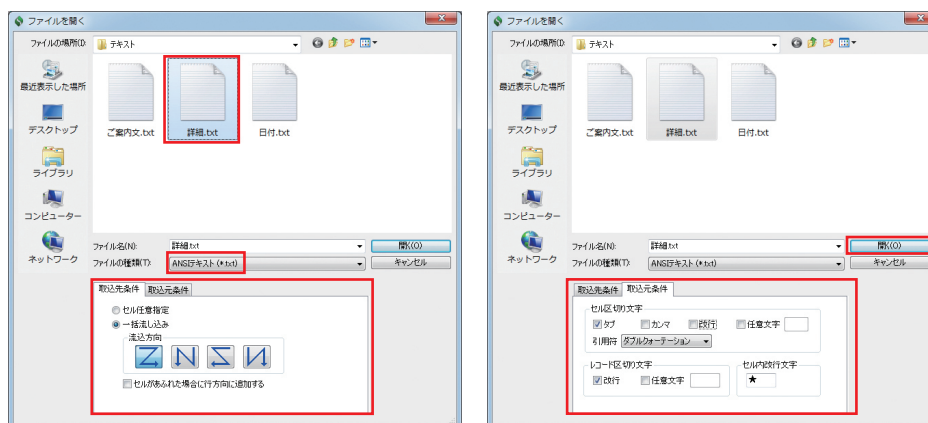 ファイルを開く
ファイルの場所(I):
テキスト
最近表示した場所
デスクトップ
ライブラリ
コンピューター
ネットワーク
ご案内文.txt
詳細.txt
日付.txt
ファイル名(N):
詳細.txt
開く(O)
ファイルの種類(T):
ANSIテキスト (*.txt)
キャンセル
取込先条件
取込元条件
セル任意指定
一括流し込み
流込方向
セルがあふれた場合に行方向に追加する
ファイルを開く
ファイルの場所(I):
テキスト
最近表示した場所
デスクトップ
ライブラリ
コンピューター
ネットワーク
ご案内文.txt
詳細.txt
日付.txt
ファイル名(N):
詳細.txt
開く(O)
ファイルの種類(T):
ANSIテキスト (*.txt)
キャンセル
取込先条件
取込元条件
セル区切り文字
タブ
カンマ
改行
任意文字
引用符
ダブルクォーテーション
レコード区切り文字
改行
任意文字
セル内改行文字
★